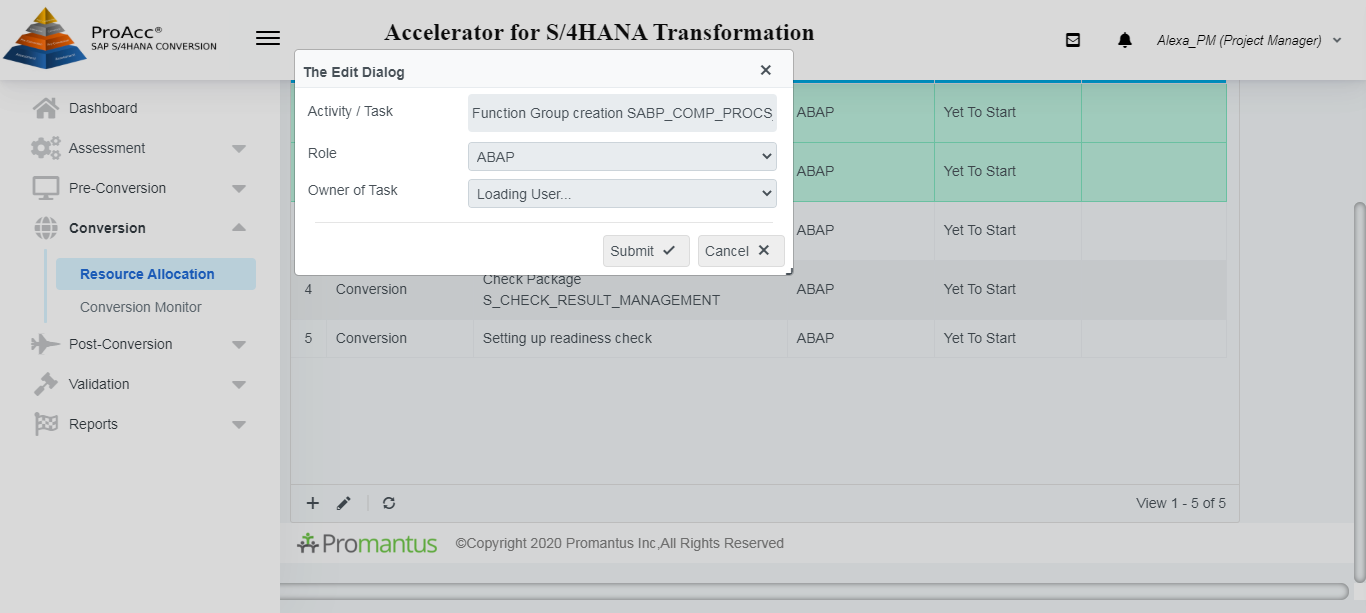 ProAcc®
SAP S/4HANA CONVERSION
Accelerator for S/4HANA Transformation
Alexa_PM (Project Manager)
Dashboard
Assessment
Pre-Conversion
Conversion
Resource Allocation
Conversion Monitor
Post-Conversion
Validation
Reports
The Edit Dialog
Activity / Task
Function Group creation SABP_COMP_PROCS_
Role
ABAP
Owner of Task
Loading User...
Submit
Cancel
ABAP Yet To Start
ABAP Yet To Start
ABAP Yet To Start
4 Conversion Check Package
S_CHECK_RESULT_MANAGEMENT ABAP Yet To Start
5 Conversion Setting up readiness check ABAP Yet To Start
View 1 - 5 of 5
Promantus ©Copyright 2020 Promantus Inc,All Rights Reserved